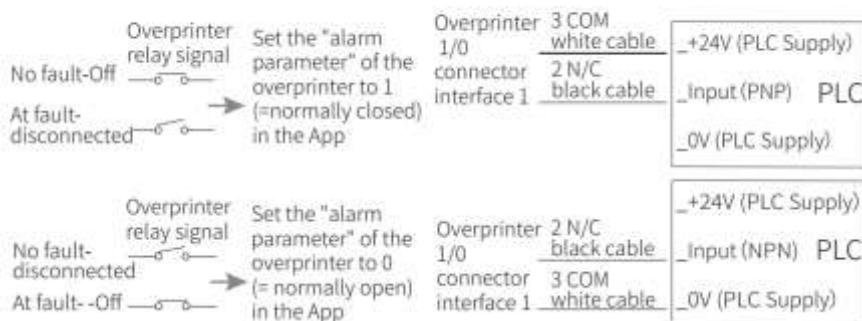 Overprinter
relay signal
No fault-Off
At fault-
disconnected
Set the "alarm
parameter" of the
overprinter to 1
(=normally closed)
in the App
Overprinter
1/0
connector
interface 1
3 COM
white cable
2 N/C
black cable
_+24V (PLC Supply)
_Input (PNP)
PLC
_0V (PLC Supply)
Overprinter
relay signal
No fault-
disconnected
At fault- -Off
Set the "alarm
parameter" of the
overprinter to 0
(= normally open)
in the App
Overprinter
1/0
connector
interface 1
2 N/C
black cable
3 COM
white cable
_+24V (PLC Supply)
_Input (NPN)
PLC
_0V (PLC Supply)